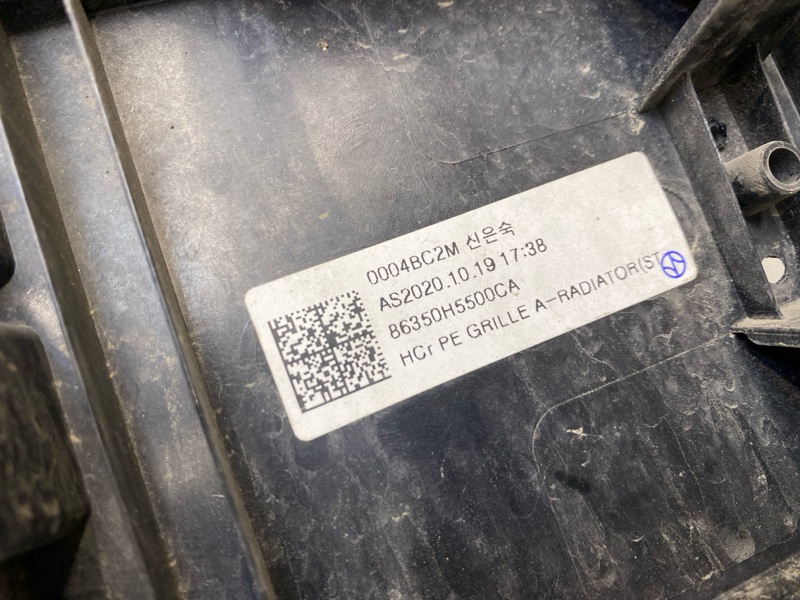 0004BC2M 신은숙
AS2020.10.19 17:38
86350H5500CA
HCr PE GRILLE A-RADIATOR(ST